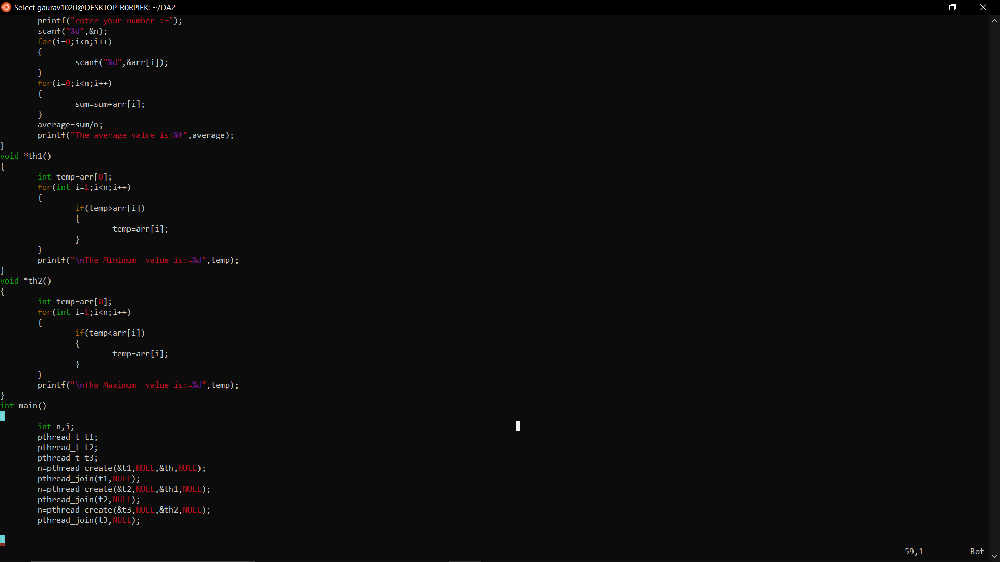 Select gaurav1020@DESKTOP-R0RPIEK: ~/DA2
        printf("enter your number :=");
        scanf("%d",&n);
        for(i=0;i<n;i++)
        {
                scanf("%d",&arr[i]);
        }
        for(i=0;i<n;i++)
        {
                sum=sum+arr[i];
        }
        average=sum/n;
        printf("The average value is:%f",average);
}
void *th1()
{
        int temp=arr[0];
        for(int i=1;i<n;i++)
        {
                if(temp>arr[i])
                {
                        temp=arr[i];
                }
        }
        printf("\nThe Minimum  value is:=%d",temp);
}
void *th2()
{
        int temp=arr[0];
        for(int i=1;i<n;i++)
        {
                if(temp<arr[i])
                {
                        temp=arr[i];
                }
        }
        printf("\nThe Maximum  value is:=%d",temp);
}
int main()
{
        int n,i;
        pthread_t t1;
        pthread_t t2;
        pthread_t t3;
        n=pthread_create(&t1,NULL,&th,NULL);
        pthread_join(t1,NULL);
        n=pthread_create(&t2,NULL,&th1,NULL);
        pthread_join(t2,NULL);
        n=pthread_create(&t3,NULL,&th2,NULL);
        pthread_join(t3,NULL);
}
59,1 Bot